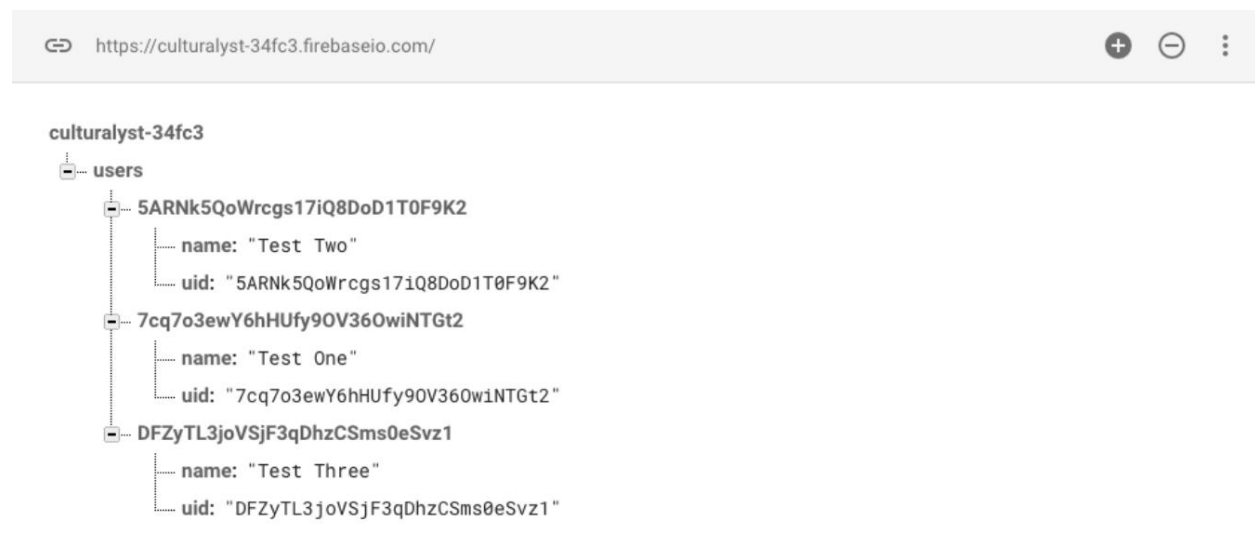 https://culturalyst-34fc3.firebaseio.com/
culturalyst-34fc3
users
5ARNk5QoWrcgs17iQ8DoD1T0F9K2
name: "Test Two"
uid: "5ARNk5QoWrcgs17iQ8DoD1T0F9K2"
7cq7o3ewY6hHUfy9OV36OwiNTGt2
name: "Test One"
uid: "7cq7o3ewY6hHUfy9OV36OwiNTGt2"
DFZyTL3joVSjF3qDhzCSms0eSvz1
name: "Test Three"
uid: "DFZyTL3joVSjF3qDhzCSms0eSvz1"